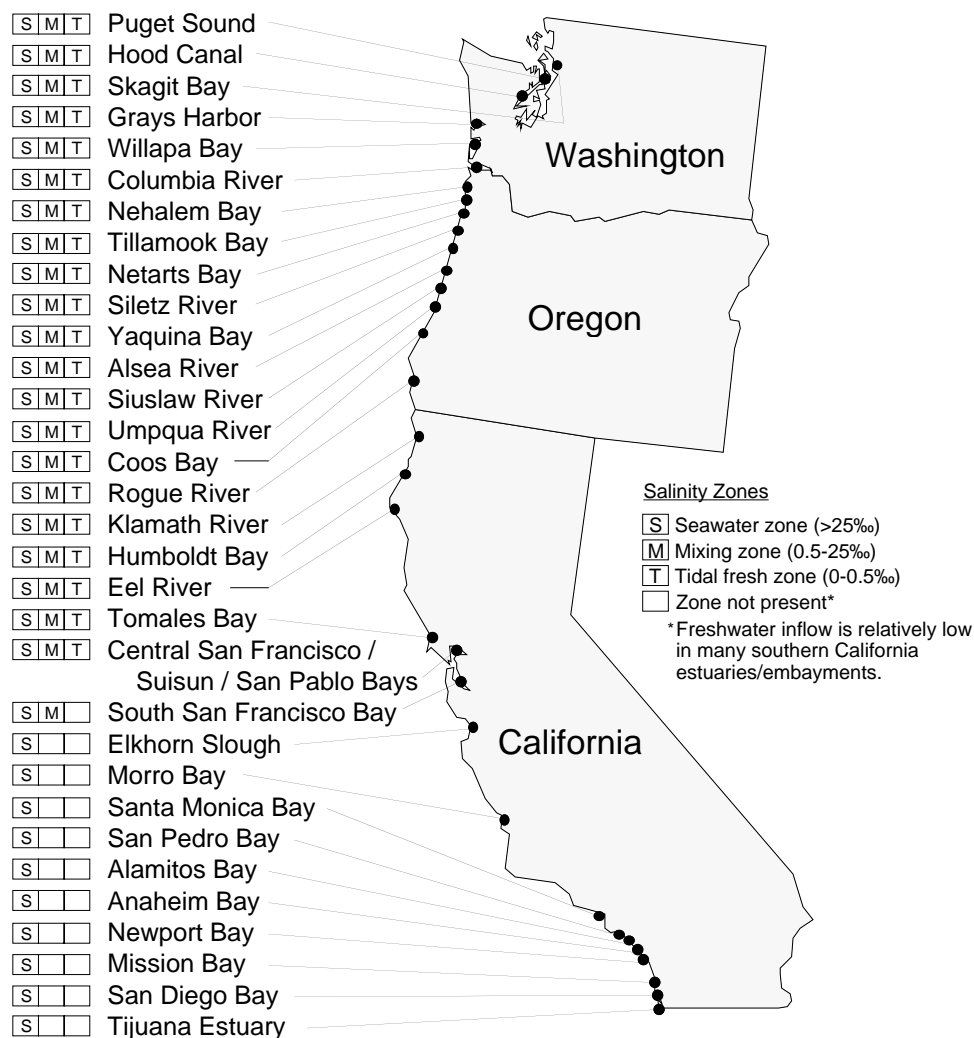 S M T Puget Sound
S M T Hood Canal
S M T Skagit Bay
S M T Grays Harbor
S M T Willapa Bay
S M T Columbia River
S M T Nehalem Bay
S M T Tillamook Bay
S M T Netarts Bay
S M T Siletz River
S M T Yaquina Bay
S M T Alsea River
S M T Siuslaw River
S M T Umpqua River
S M T Coos Bay
S M T Rogue River
S M T Klamath River
S M T Humboldt Bay
S M T Eel River
S M T Tomales Bay
S M T Central San Francisco /
Suisun / San Pablo Bays
S M South San Francisco Bay
S Elkhorn Slough
S Morro Bay
S Santa Monica Bay
S San Pedro Bay
S Alamitos Bay
S Anaheim Bay
S Newport Bay
S Mission Bay
S San Diego Bay
S Tijuana Estuary
Washington
Oregon
California
Salinity Zones
S Seawater zone (>25‰)
M Mixing zone (0.5-25‰)
T Tidal fresh zone (0-0.5‰)
Zone not present*
*Freshwater inflow is relatively low
in many southern California
estuaries/embayments.